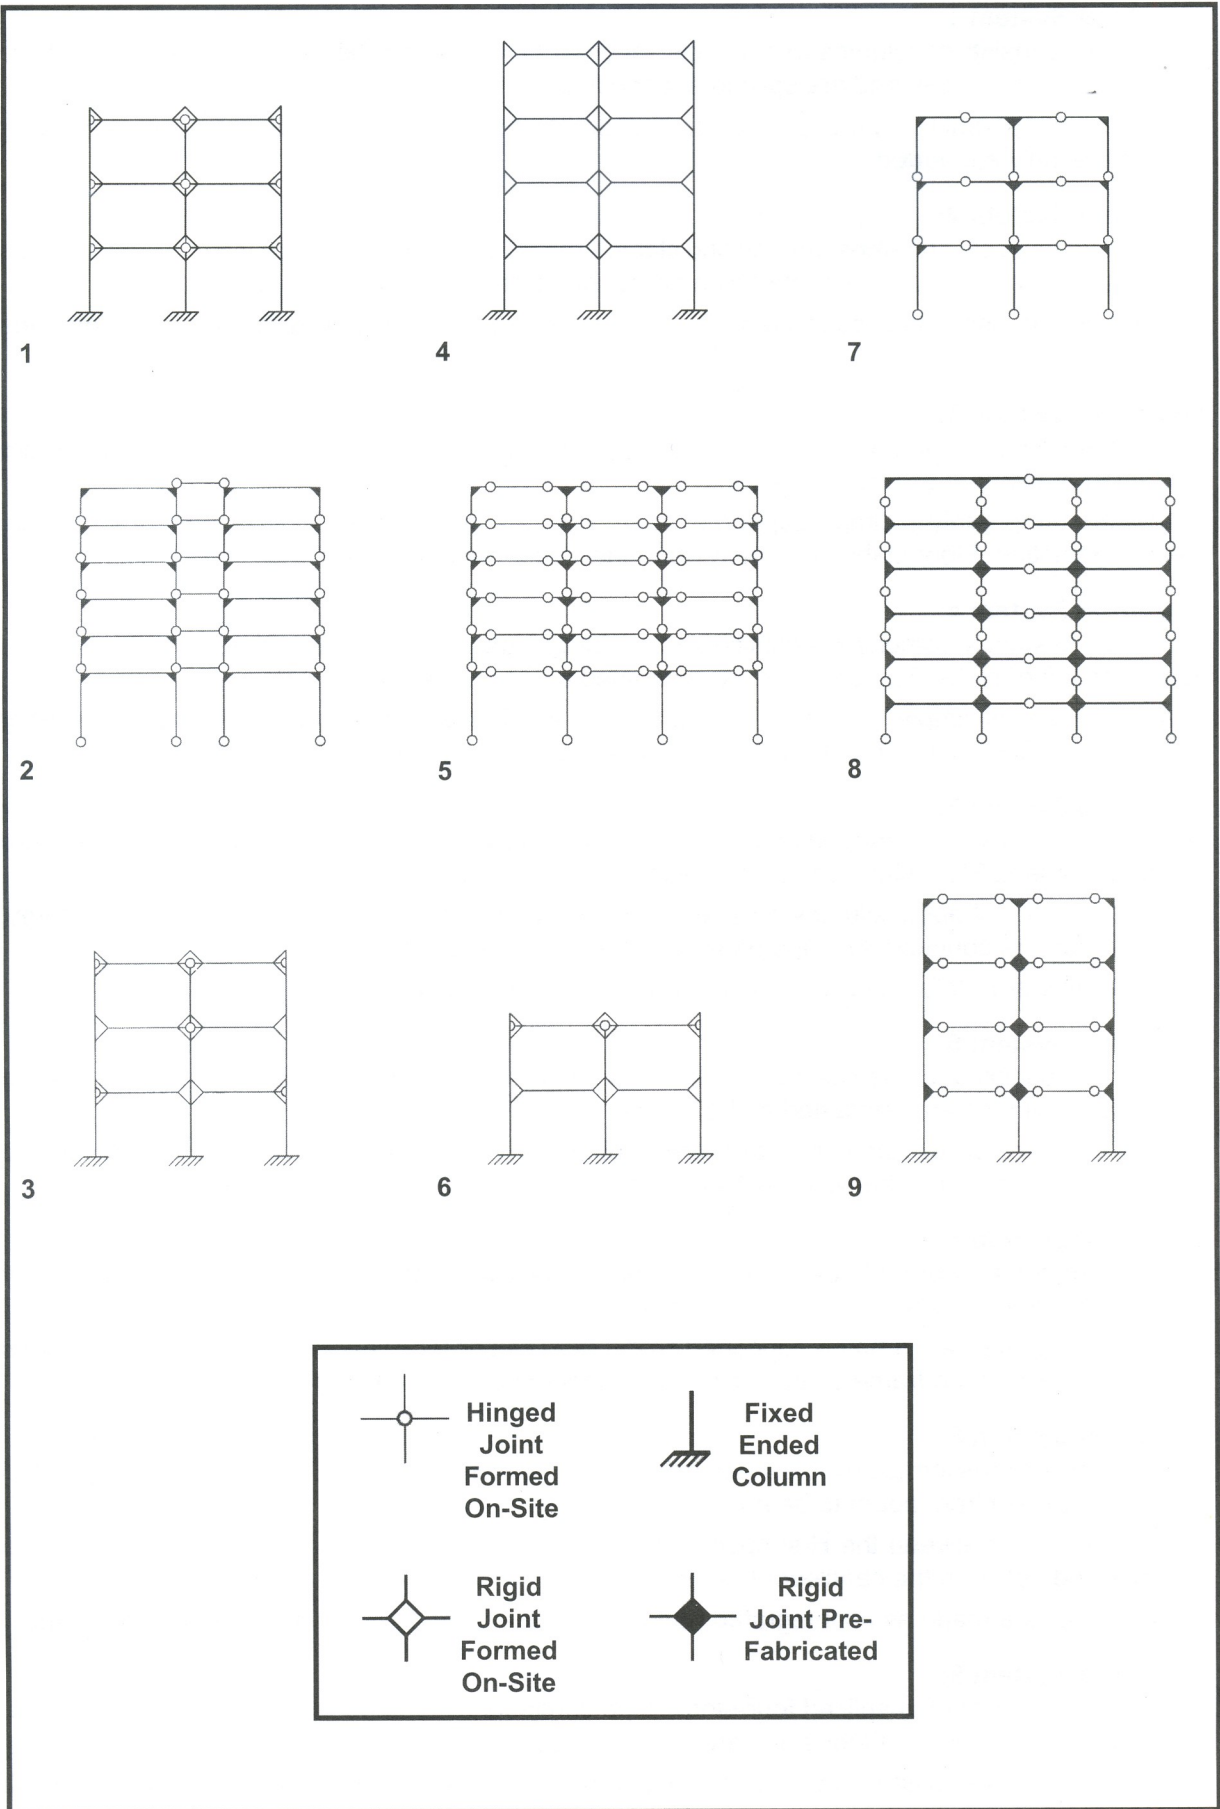 1
4
7
2
5
8
3
6
9
Hinged
Joint
Formed
On-Site
Fixed
Ended
Column
Rigid
Joint
Formed
On-Site
Rigid
Joint Pre-
Fabricated